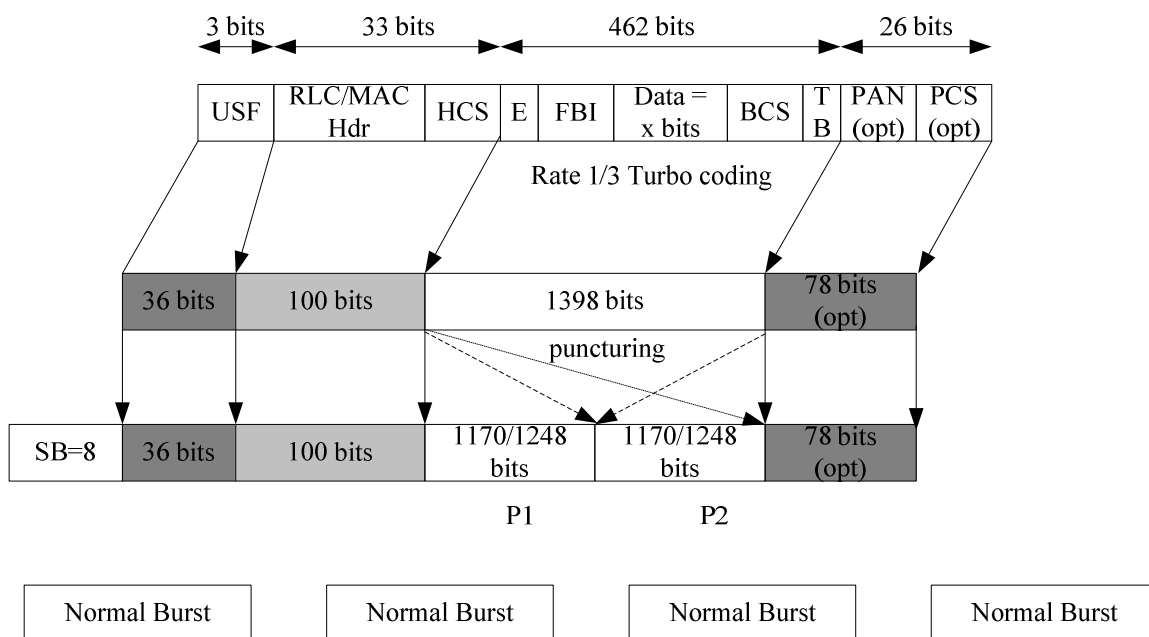 3 bits 33 bits 462 bits 26 bits
USF RLC/MAC Hdr HCS E FBI Data = x bits BCS T B PAN (opt) PCS (opt)
Rate 1/3 Turbo coding
36 bits 100 bits 1398 bits 78 bits (opt)
puncturing
SB=8 36 bits 100 bits 1170/1248 bits 1170/1248 bits 78 bits (opt)
P1 P2
Normal Burst Normal Burst Normal Burst Normal Burst